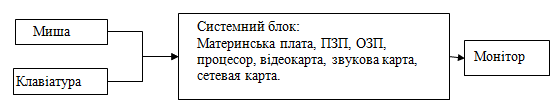 Миша
Клавіатура
Системний блок:
Материнська плата, ПЗП, ОЗП,
процесор, відеокарта, звукова карта,
сетевая карта.
Монітор